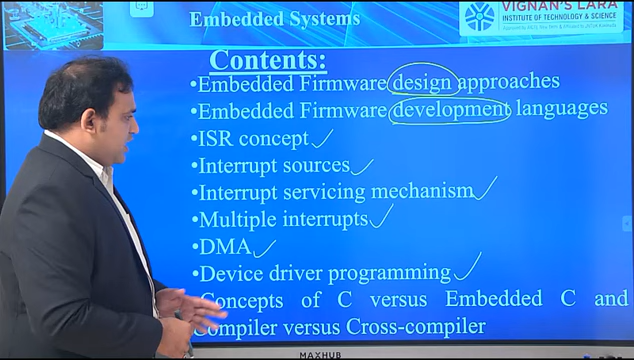 Embedded Systems
VIGNAN'S LARA
INSTITUTE OF TECHNOLOGY & SCIENCE
Contents:
•Embedded Firmware design approaches
•Embedded Firmware development languages
•ISR concept
•Interrupt sources
•Interrupt servicing mechanism
•Multiple interrupts
•DMA
•Device driver programming
Concepts of C versus Embedded C and
Compiler versus Cross-compiler
MAXHUB